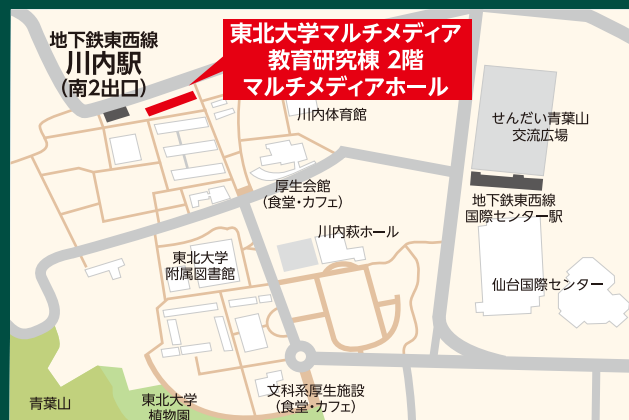 地下鉄東西線
川内駅
（南2出口）
東北大学マルチメディア
教育研究棟 2階
マルチメディアホール
川内体育館
せんだい青葉山
交流広場
厚生会館
（食堂・カフェ）
地下鉄東西線
国際センター駅
川内萩ホール
東北大学
附属図書館
仙台国際センター
文科系厚生施設
（食堂・カフェ）
青葉山
東北大学
植物園